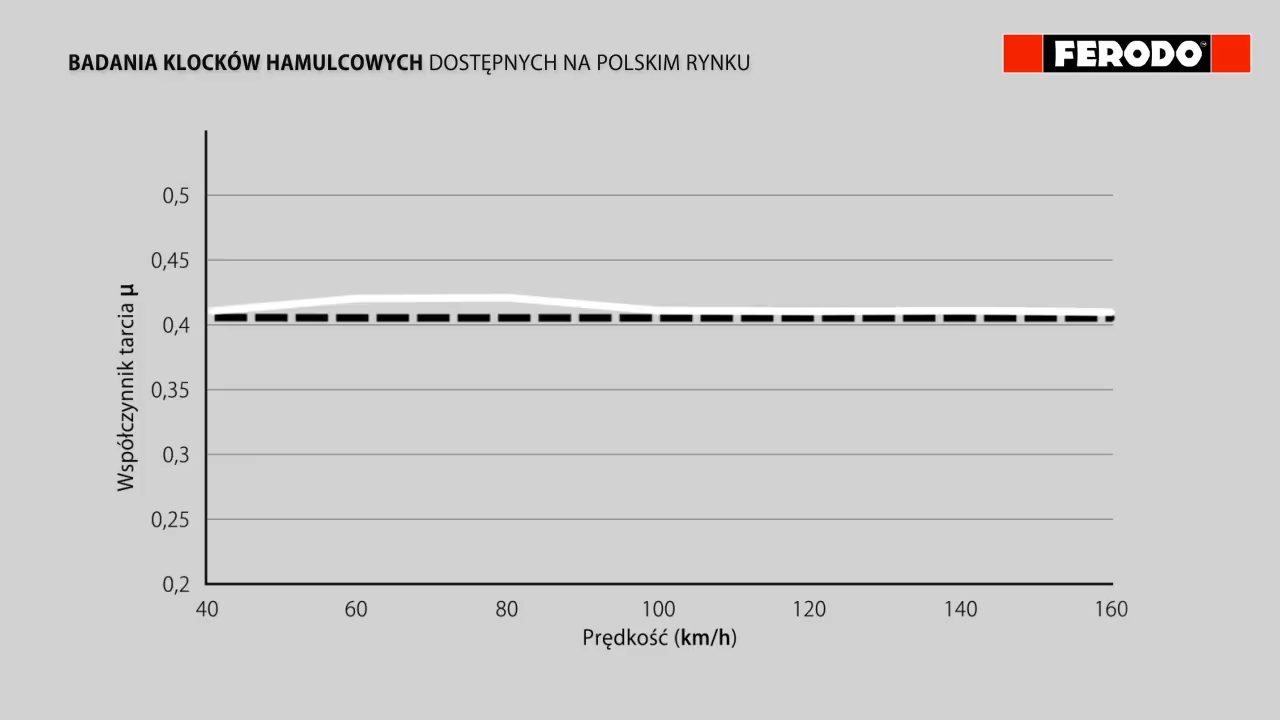 BADANIA KLOCKÓW HAMULCOWYCH DOSTĘPNYCH NA POLSKIM RYNKU
FERODO
0,5
0,45
0,4
0,35
0,3
0,25
0,2
Współczynnik tarcia µ
40 60 80 100 120 140 160
Prędkość (km/h)